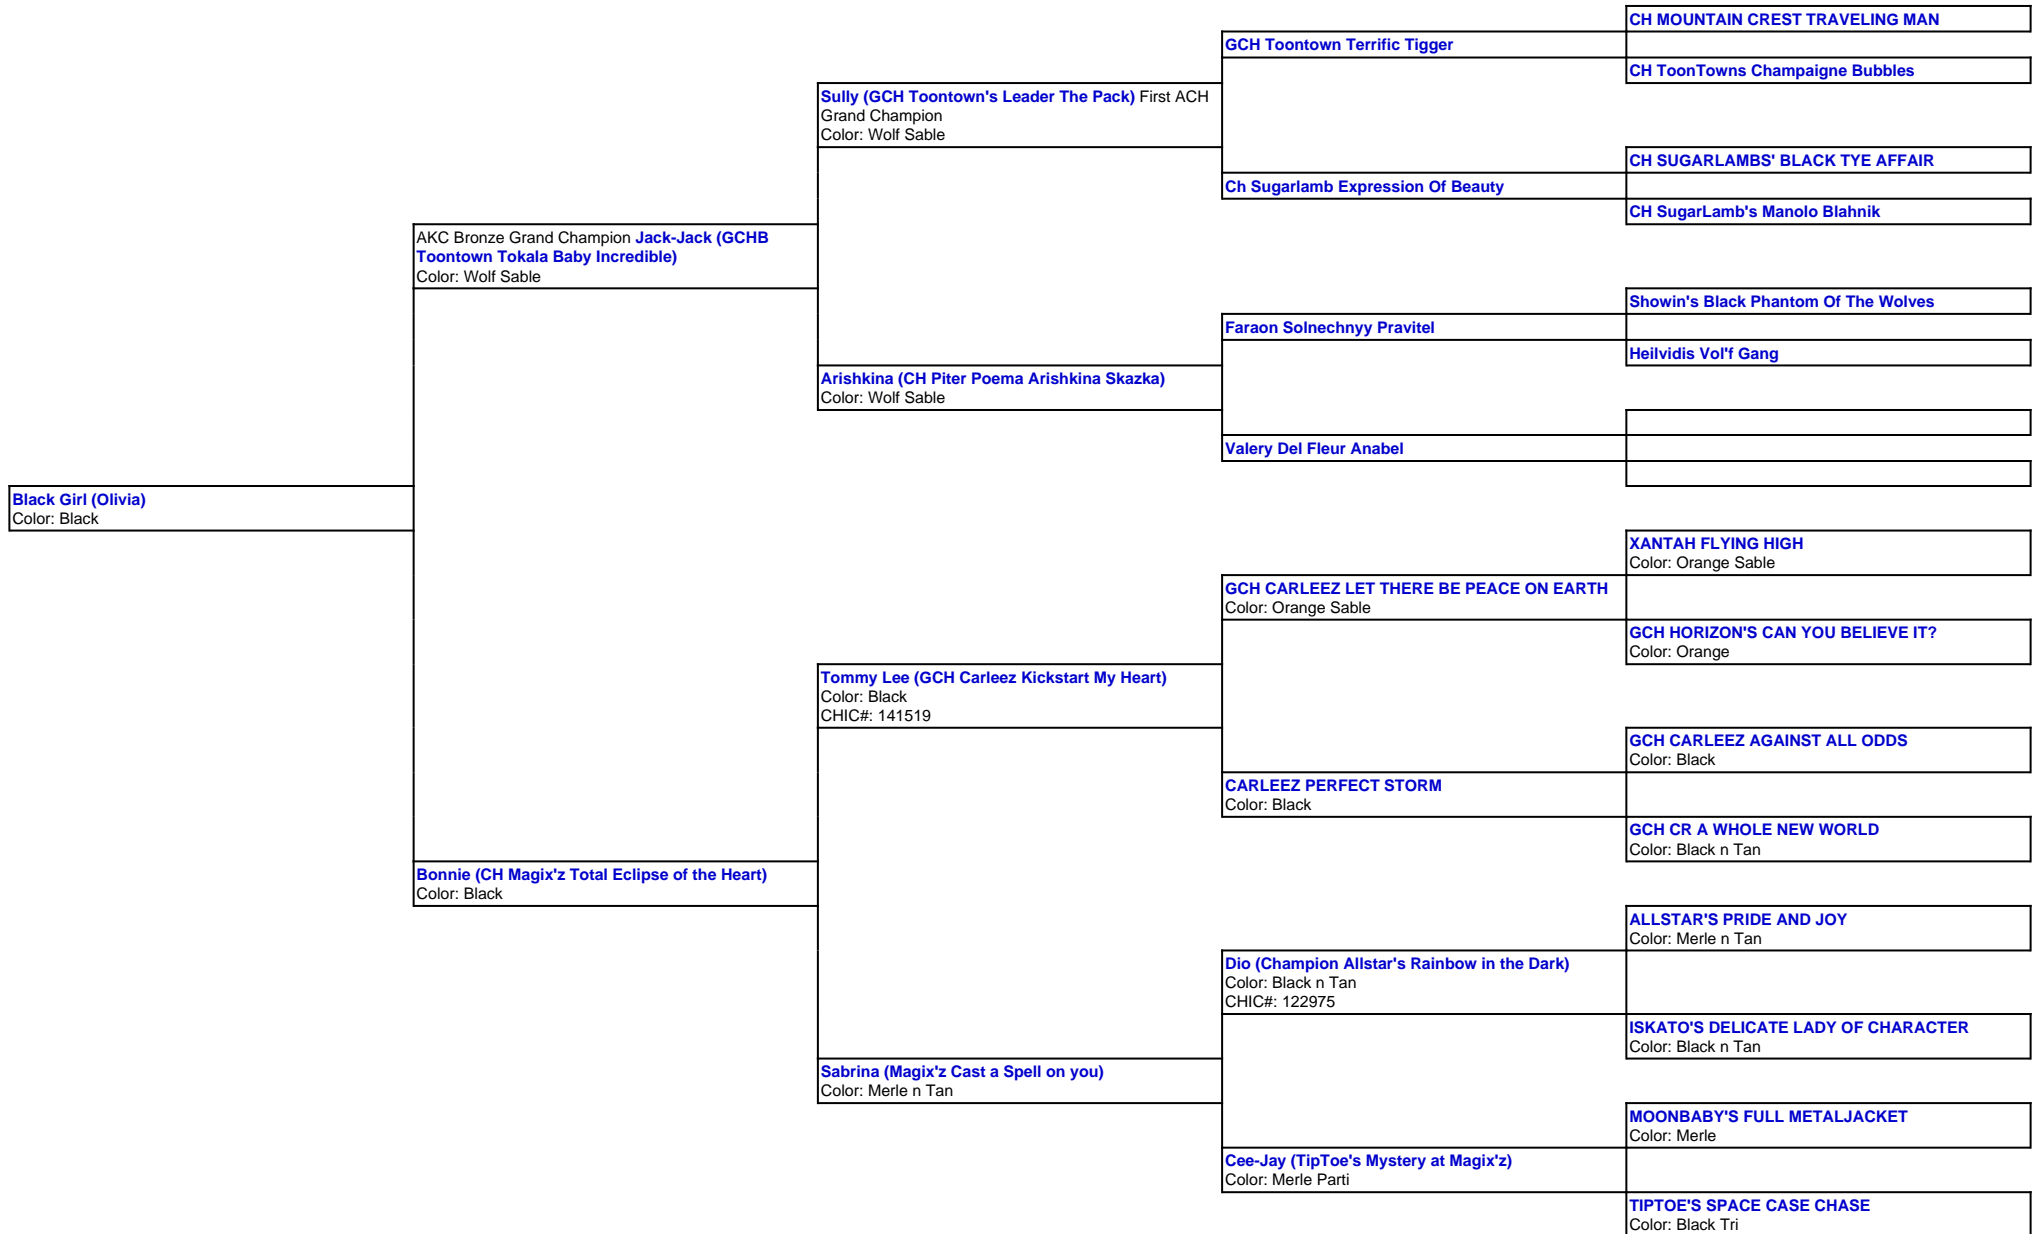 CH MOUNTAIN CREST TRAVELING MAN
GCH Toontown Terrific Tigger
CH ToonTowns Champaigne Bubbles
Sully (GCH Toontown's Leader The Pack) First ACH
Grand Champion
Color: Wolf Sable
CH SUGARLAMBS' BLACK TYE AFFAIR
Ch Sugarlamb Expression Of Beauty
CH SugarLamb's Manolo Blahnik
AKC Bronze Grand Champion Jack-Jack (GCHB
Toontown Tokala Baby Incredible)
Color: Wolf Sable
Showin's Black Phantom Of The Wolves
Faraon Solnechnyy Pravitel
Heilvidis Vol'f Gang
Arishkina (CH Piter Poema Arishkina Skazka)
Color: Wolf Sable
Valery Del Fleur Anabel
Black Girl (Olivia)
Color: Black
XANTAH FLYING HIGH
Color: Orange Sable
GCH CARLEEZ LET THERE BE PEACE ON EARTH
Color: Orange Sable
GCH HORIZON'S CAN YOU BELIEVE IT?
Color: Orange
Tommy Lee (GCH Carleez Kickstart My Heart)
Color: Black
CHIC#: 141519
GCH CARLEEZ AGAINST ALL ODDS
Color: Black
CARLEEZ PERFECT STORM
Color: Black
GCH CR A WHOLE NEW WORLD
Color: Black n Tan
Bonnie (CH Magix'z Total Eclipse of the Heart)
Color: Black
ALLSTAR'S PRIDE AND JOY
Color: Merle n Tan
Dio (Champion Allstar's Rainbow in the Dark)
Color: Black n Tan
CHIC#: 122975
ISKATO'S DELICATE LADY OF CHARACTER
Color: Black n Tan
Sabrina (Magix'z Cast a Spell on you)
Color: Merle n Tan
MOONBABY'S FULL METALJACKET
Color: Merle
Cee-Jay (TipToe's Mystery at Magix'z)
Color: Merle Parti
TIPTOE'S SPACE CASE CHASE
Color: Black Tri